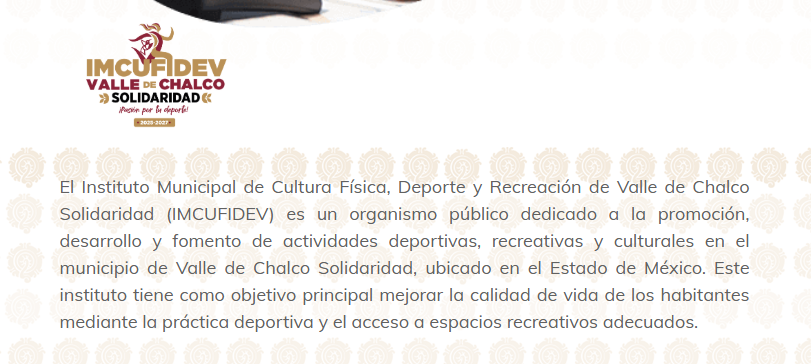 IMCUFIDEV
VALLE DE CHALCO
SOLIDARIDAD
¡Pasión por tu deporte!
2025-2027
El Instituto Municipal de Cultura Física, Deporte y Recreación de Valle de Chalco
Solidaridad (IMCUFIDEV) es un organismo público dedicado a la promoción,
desarrollo y fomento de actividades deportivas, recreativas y culturales en el
municipio de Valle de Chalco Solidaridad, ubicado en el Estado de México. Este
instituto tiene como objetivo principal mejorar la calidad de vida de los habitantes
mediante la práctica deportiva y el acceso a espacios recreativos adecuados.